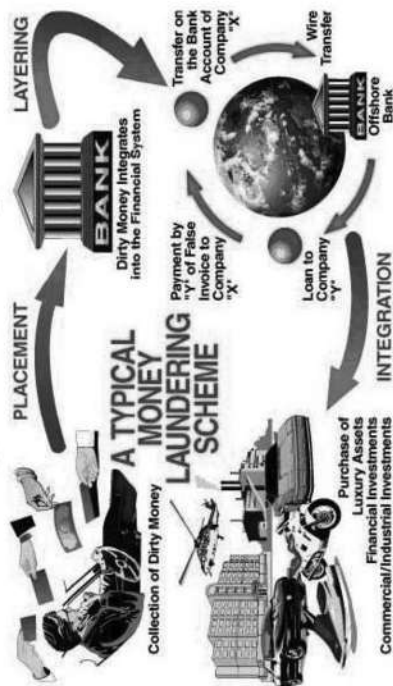 PLACEMENT
LAYERING
A TYPICAL
MONEY
LAUNDERING
SCHEME
Collection of Dirty Money
BANK
Dirty Money Integrates
into the Financial System
Transfer on
the Bank
Account of
Company
"X"
Wire
Transfer
BANK
Offshore
Bank
Loan to
Company
"Y"
Payment by
"Y" of False
Invoice to
Company
"X"
INTEGRATION
Purchase of
Luxury Assets
Financial Investments
Commercial/Industrial Investments